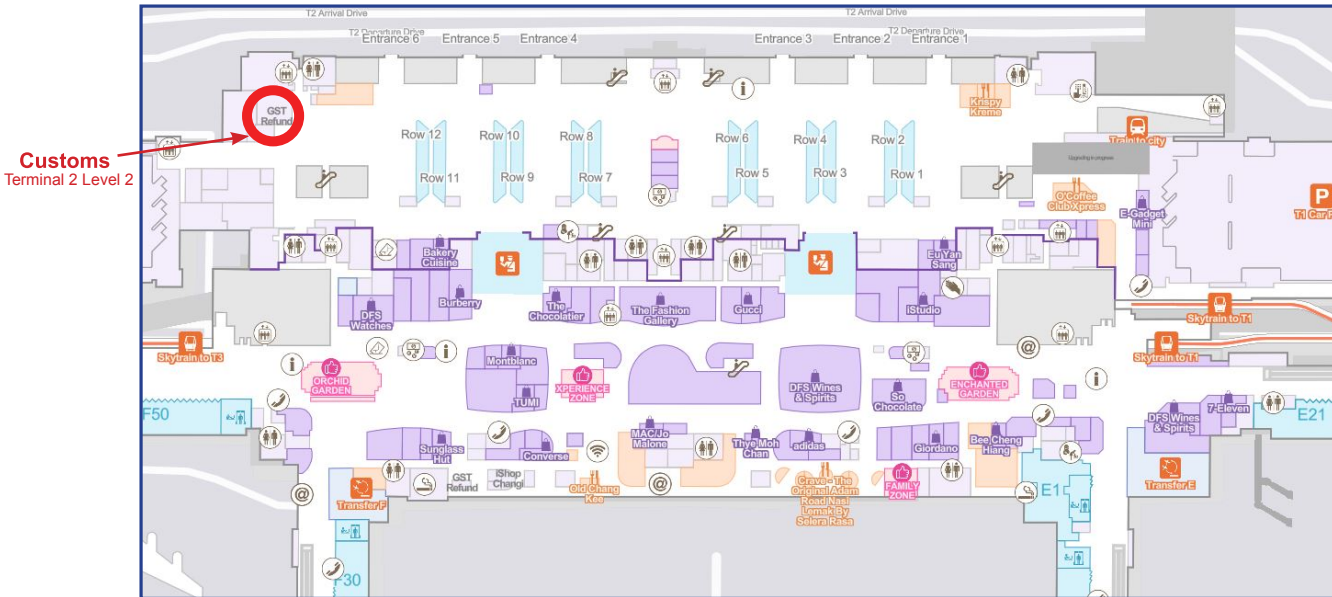 T2 Arrival Drive
T2 Arrival Drive
T2 Departure Drive
T2 Departure Drive
Entrance 6
Entrance 5
Entrance 4
Entrance 3
Entrance 2
Entrance 1
GST
Refund
Krispy
Kreme
Customs
Terminal 2 Level 2
Row 12
Row 10
Row 8
Row 6
Row 4
Row 2
Train to city
Upgrading in progress
Row 11
Row 9
Row 7
Row 5
Row 3
Row 1
O'Coffee
Club Xpress
E-Gadget
Mini
P
Bakery
Cuisine
Eu Yan
Sang
Burberry
DFS
Watches
The
Chocolatier
The Fashion
Gallery
Gucci
iStudio
Skytrain to T1
Skytrain to T3
Skytrain to T1
Montblanc
ORCHID
GARDEN
TUMI
XPERIENCE
ZONE
DFS Wines
& Spirits
So
Chocolate
ENCHANTED
GARDEN
F50
7-Eleven
E21
DFS Wines
& Spirits
Sunglass
Hut
Converse
MAC/Jo
Malone
Thye Moh
Chan
adidas
Giordano
Bee Cheng
Hiang
Transfer F
GST
Refund
iShop
Changi
Old Chang
Kee
Crave - The
Original Adam
Road Nasi
Lemak By
Selera Rasa
FAMILY
ZONE
E1
Transfer E
F30